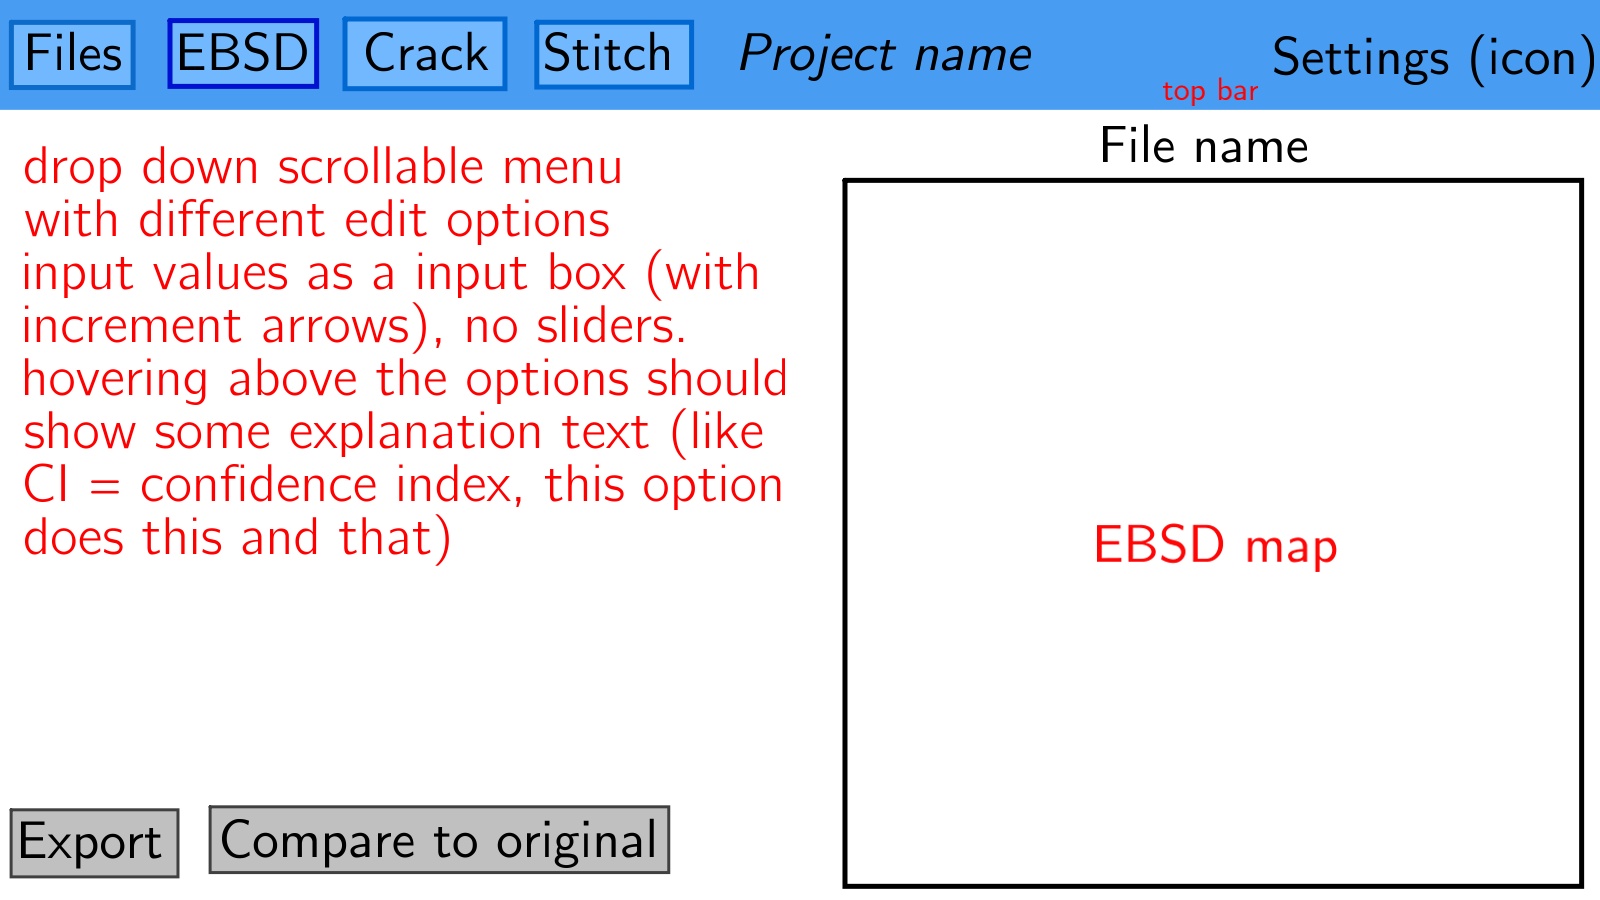 Files EBSD Crack Stitch Project name Settings (icon)
top bar
File name
drop down scrollable menu
with different edit options
input values as a input box (with
increment arrows), no sliders.
hovering above the options should
show some explanation text (like
CI = confidence index, this option
does this and that)
EBSD map
Export Compare to original